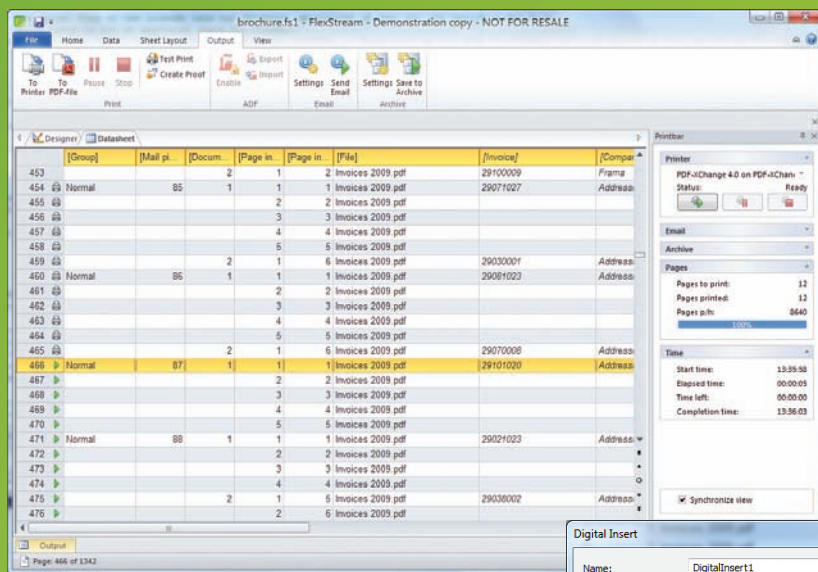 brochure.fs1 - FlexStream - Demonstration copy - NOT FOR RESALE
File Home Data Sheet Layout Output View
To Printer To PDF-file Pause Stop Test Print Create Proof Enable Export Import Settings Send Email Settings Save to Archive
Print ADF Email Archive
Designer Datasheet
[Group] [Mail pi... [Docum... [Page in... [Page in... [File] [Invoice] [Compa
453 2 1 2 Invoices 2009.pdf 29100009 Frama
454 Normal 85 1 1 1 Invoices 2009.pdf 29071027 Address
455 2 2 Invoices 2009.pdf
456 3 3 Invoices 2009.pdf
457 4 4 Invoices 2009.pdf
458 5 5 Invoices 2009.pdf
459 2 1 6 Invoices 2009.pdf 29030001 Address
460 Normal 86 1 1 1 Invoices 2009.pdf 29081023 Address
461 2 2 Invoices 2009.pdf
462 3 3 Invoices 2009.pdf
463 4 4 Invoices 2009.pdf
464 5 5 Invoices 2009.pdf
465 2 1 6 Invoices 2009.pdf 29070006 Address
466 Normal 87 1 1 1 Invoices 2009.pdf 29101020 Address
467 2 2 Invoices 2009.pdf
468 3 3 Invoices 2009.pdf
469 4 4 Invoices 2009.pdf
470 5 5 Invoices 2009.pdf
471 Normal 88 1 1 1 Invoices 2009.pdf 29021023 Address
472 2 2 Invoices 2009.pdf
473 3 3 Invoices 2009.pdf
474 4 4 Invoices 2009.pdf
475 2 1 5 Invoices 2009.pdf 29036002 Address
476 2 6 Invoices 2009.pdf
Output
Page: 466 of 1342
Printbar
Printer
PDF-XChange 4.0 on PDF-XChan
Status: Ready
Email
Archive
Pages
Pages to print: 12
Pages printed: 12
Pages p/h: 8640
100%
Time
Start time: 13:35:58
Elapsed time: 00:00:05
Time left: 00:00:00
Completion time: 13:36:03
Synchronize view
Digital Insert
Name: DigitalInsert1